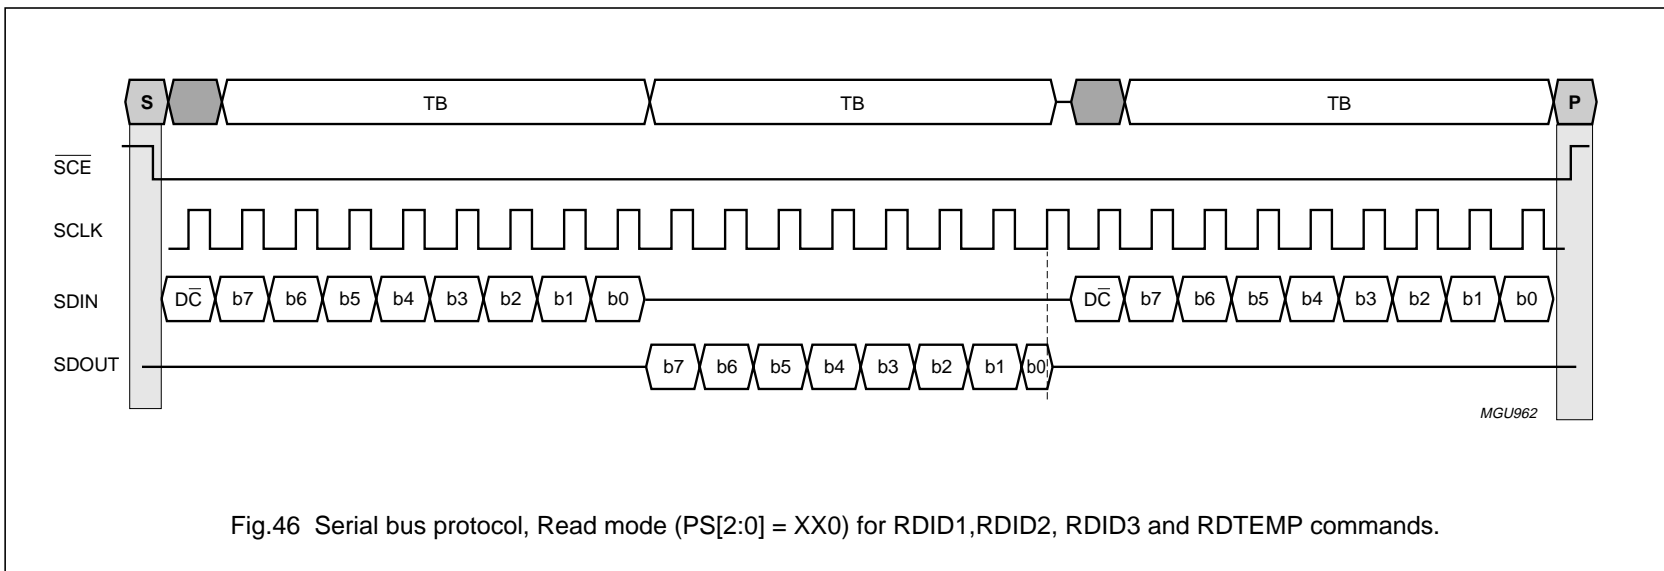 S TB TB TB P
S̅C̅E̅
SCLK
SDIN DC̅ b7 b6 b5 b4 b3 b2 b1 b0 DC̅ b7 b6 b5 b4 b3 b2 b1 b0
SDOUT b7 b6 b5 b4 b3 b2 b1 b0
MGU962
Fig.46 Serial bus protocol, Read mode (PS[2:0] = XX0) for RDID1,RDID2, RDID3 and RDTEMP commands.